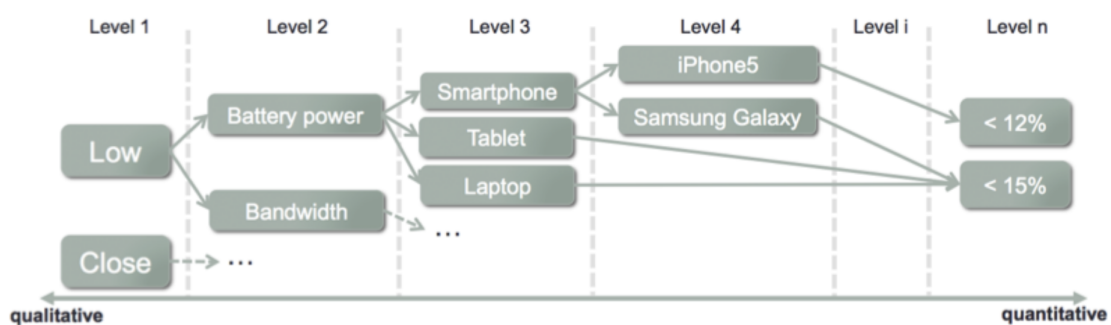 Level 1 Level 2 Level 3 Level 4 Level i Level n
iPhone5
Smartphone
Battery power
Samsung Galaxy
< 12%
Tablet
Low
Laptop
< 15%
Bandwidth
...
Close
...
qualitative quantitative